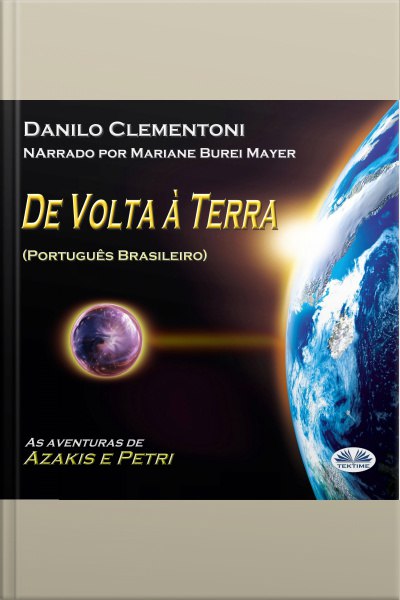 Danilo Clementoni
Narrado por Mariane Burei Mayer
De Volta à Terra
(Português Brasileiro)
As aventuras de
Azakis e Petri
TEKTIME